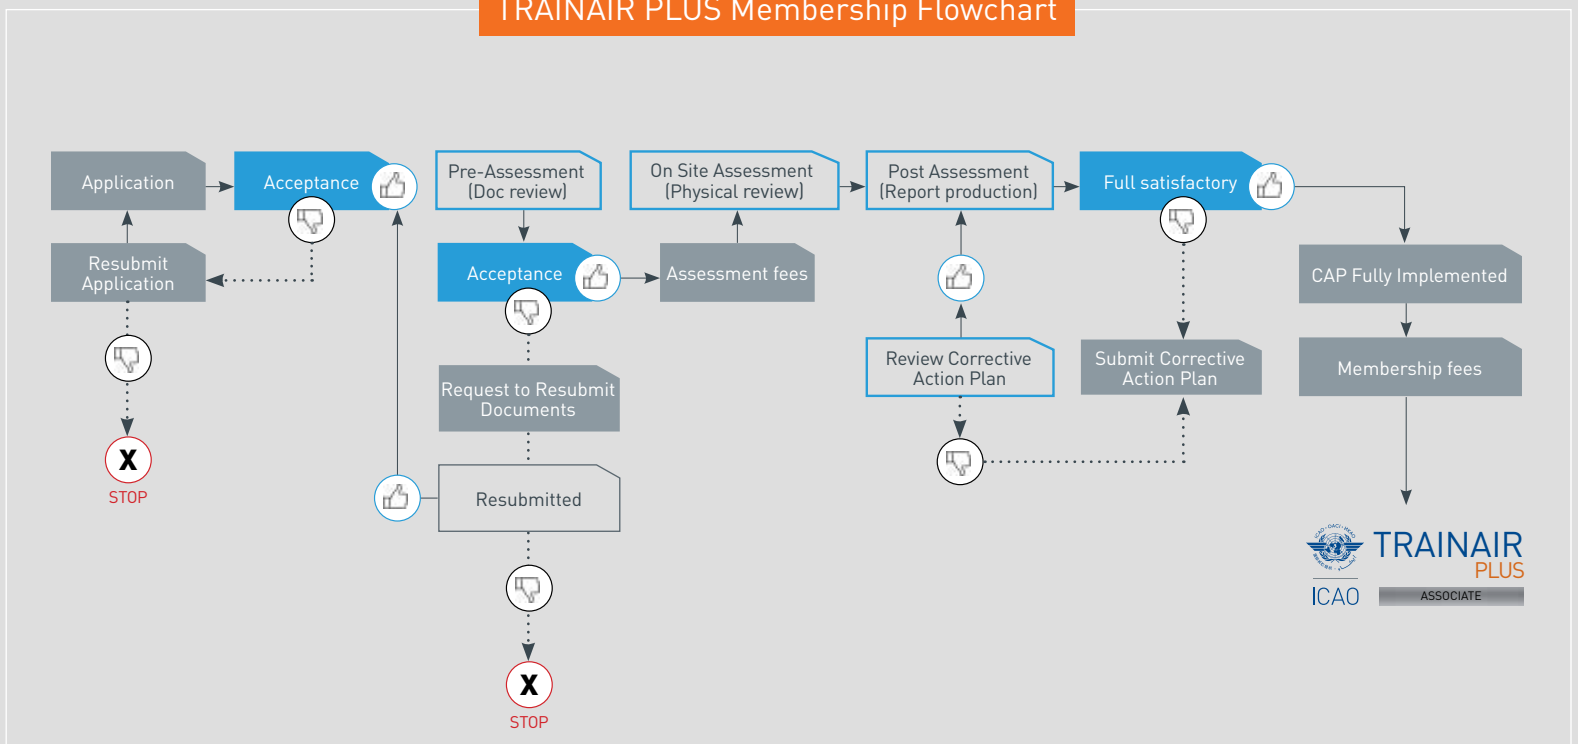 TRAINAIR PLUS Membership Flowchart
Application
Acceptance
Pre-Assessment
(Doc review)
On Site Assessment
(Physical review)
Post Assessment
(Report production)
Full satisfactory
Resubmit
Application
Acceptance
Assessment fees
CAP Fully Implemented
Review Corrective
Action Plan
Submit Corrective
Action Plan
Membership fees
Request to Resubmit
Documents
X
STOP
Resubmitted
TRAINAIR
PLUS
ICAO
ASSOCIATE
X
STOP